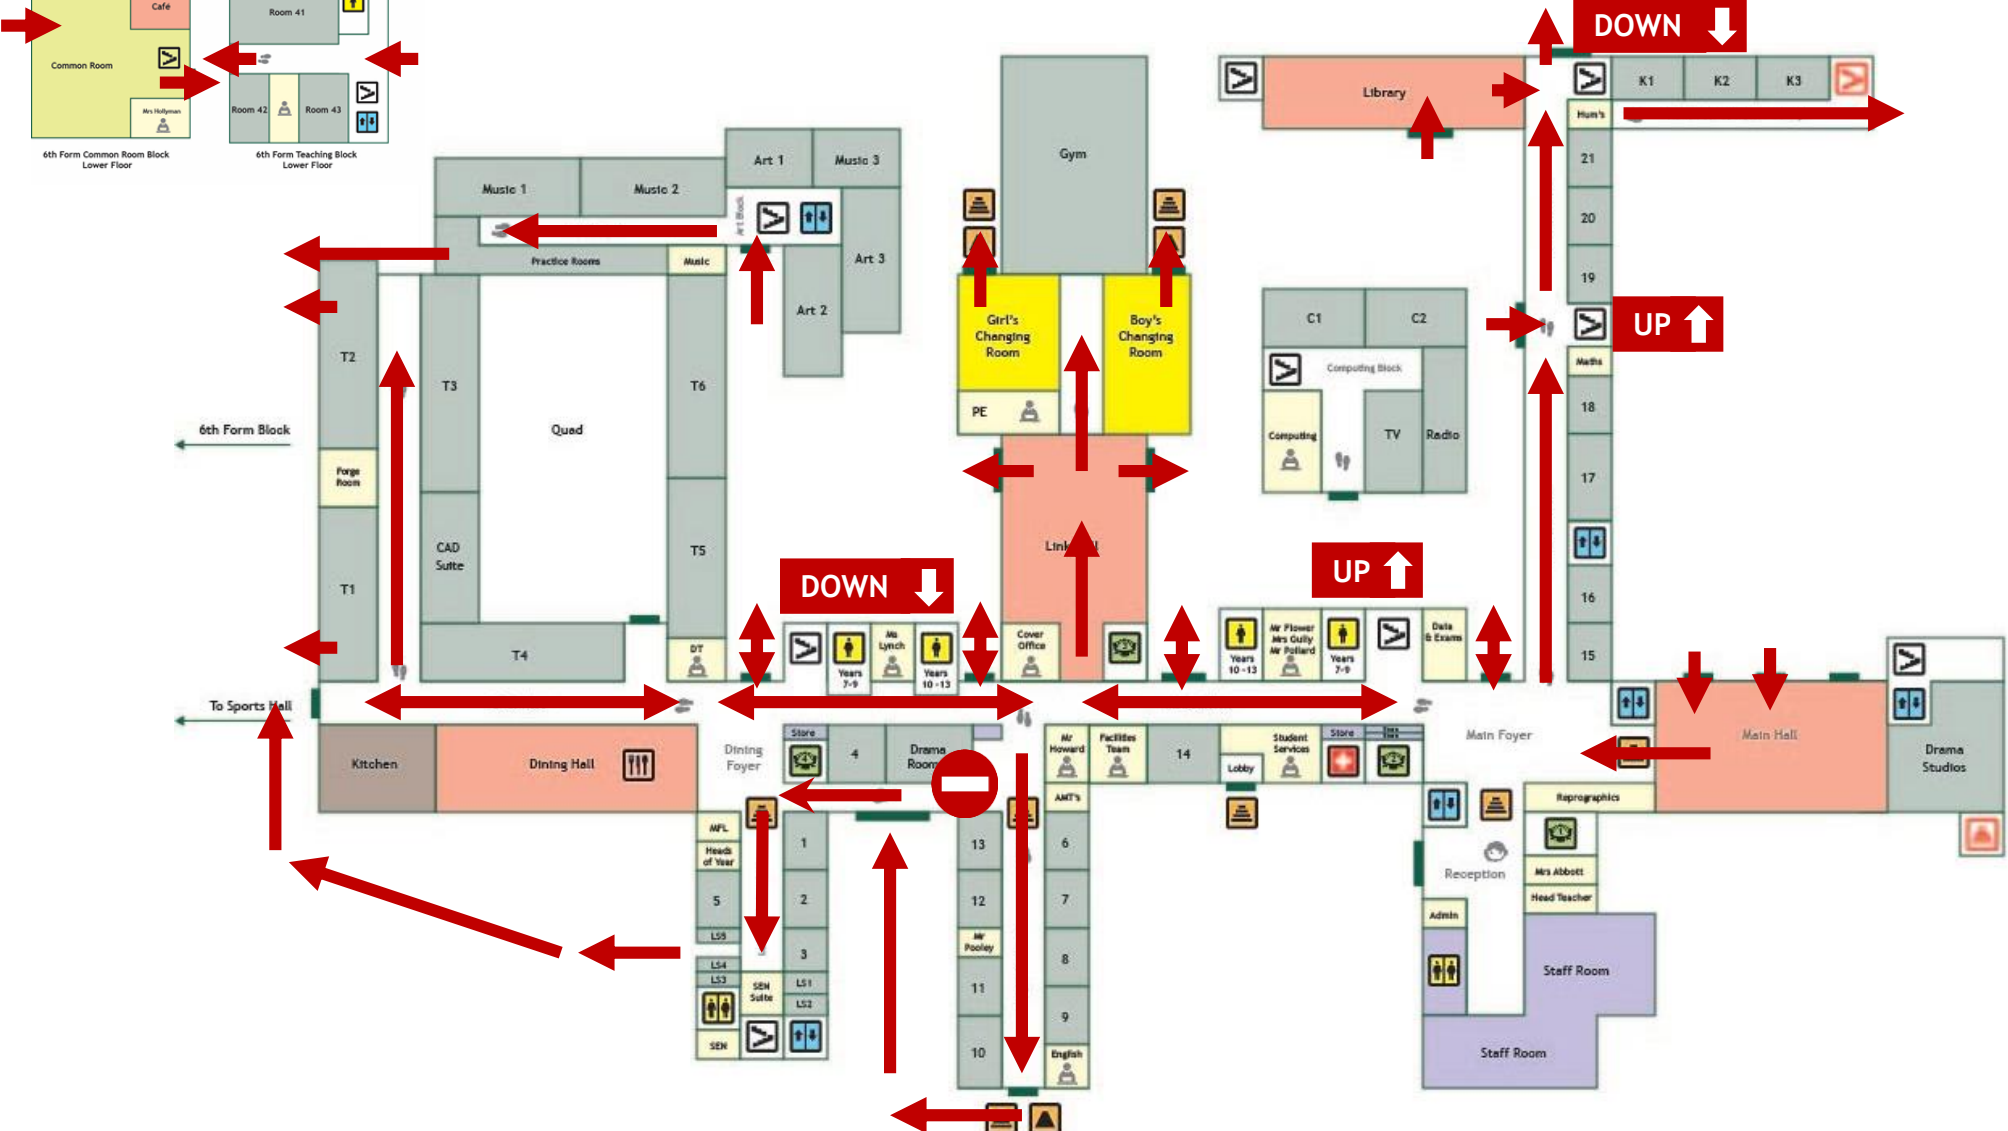 DOWN
Café
Room 41
Common Room
Room 42
Room 43
Mrs Hollyman
6th Form Common Room Block
Lower Floor
6th Form Teaching Block
Lower Floor
Library
K1
K2
K3
Hum's
21
20
19
UP
Maths
18
17
16
15
Music 1
Music 2
Art 1
Music 3
Art Block
Art 3
Practice Rooms
Music
Art 2
Gym
Girl's
Changing
Room
Boy's
Changing
Room
PE
C1
C2
Computing Block
Computing
TV
Radio
T2
T3
Quad
T6
6th Form Block
Forge
Room
T1
CAD
Suite
T5
T4
DT
DOWN
Years
7-9
Ms
Lynch
Years
10-13
Cover
Office
UP
Years
10-13
Mr Flower
Mrs Gully
Mr Pollard
Years
7-9
Data
& Exams
To Sports Hall
Kitchen
Dining Hall
Dining
Foyer
Store
4
Drama
Room
Mr
Howard
Facilities
Team
14
Lobby
Student
Services
Store
Main Foyer
Main Hall
Drama
Studios
AMT's
Reprographics
MFL
Heads
of Year
5
LS5
LS4
LS3
SEN
1
2
3
LS1
LS2
SEN
Suite
13
12
Mr
Pooley
11
10
6
7
8
9
English
Reception
Mrs Abbott
Head Teacher
Admin
Staff Room
Staff Room